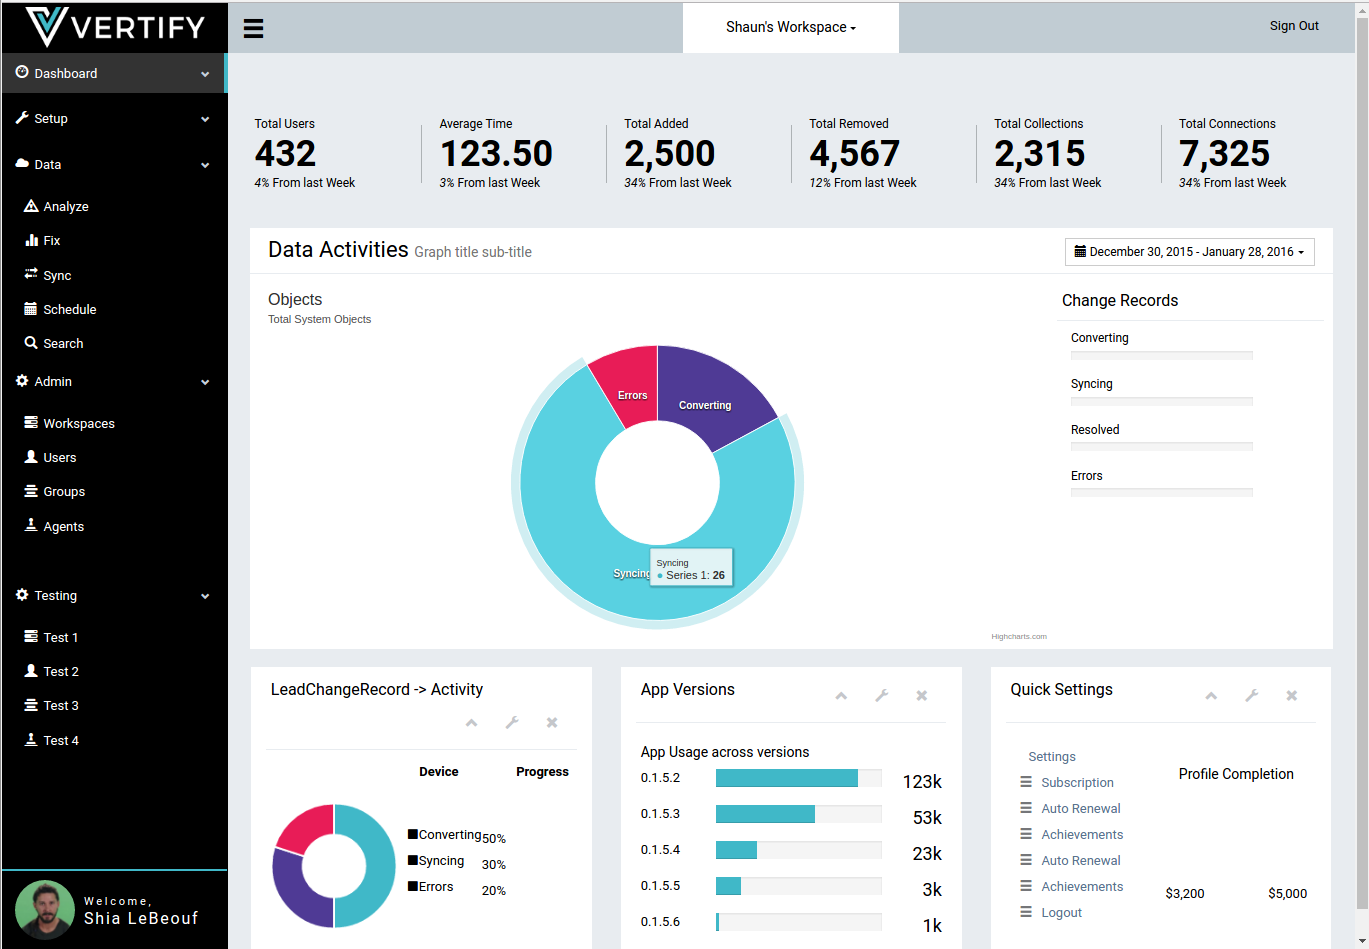 VERTIFY
Shaun's Workspace
Sign Out
Dashboard
Setup
Data
Analyze
Fix
Sync
Schedule
Search
Admin
Workspaces
Users
Groups
Agents
Testing
Test 1
Test 2
Test 3
Test 4
Welcome,
Shia LeBeouf
Total Users
432
4% From last Week
Average Time
123.50
3% From last Week
Total Added
2,500
34% From last Week
Total Removed
4,567
12% From last Week
Total Collections
2,315
34% From last Week
Total Connections
7,325
34% From last Week
Data Activities Graph title sub-title
December 30, 2015 - January 28, 2016
Objects
Total System Objects
Errors
Converting
Syncing
Syncing
Series 1: 26
Highcharts.com
Change Records
Converting
Syncing
Resolved
Errors
LeadChangeRecord -> Activity
Device Progress
Converting 50%
Syncing 30%
Errors 20%
App Versions
App Usage across versions
0.1.5.2 123k
0.1.5.3 53k
0.1.5.4 23k
0.1.5.5 3k
0.1.5.6 1k
Quick Settings
Settings
Subscription
Auto Renewal
Achievements
Auto Renewal
Achievements
Logout
Profile Completion
$3,200 $5,000